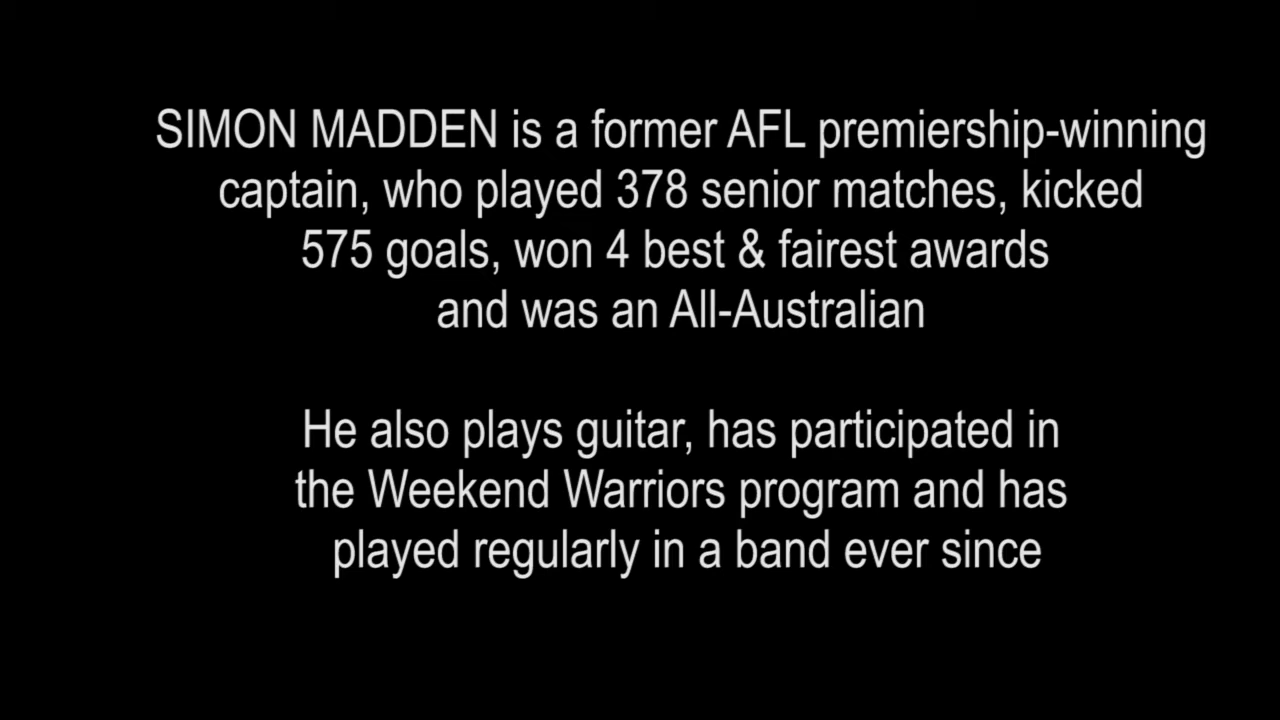 SIMON MADDEN is a former AFL premiership-winning
captain, who played 378 senior matches, kicked
575 goals, won 4 best & fairest awards
and was an All-Australian
He also plays guitar, has participated in
the Weekend Warriors program and has
played regularly in a band ever since